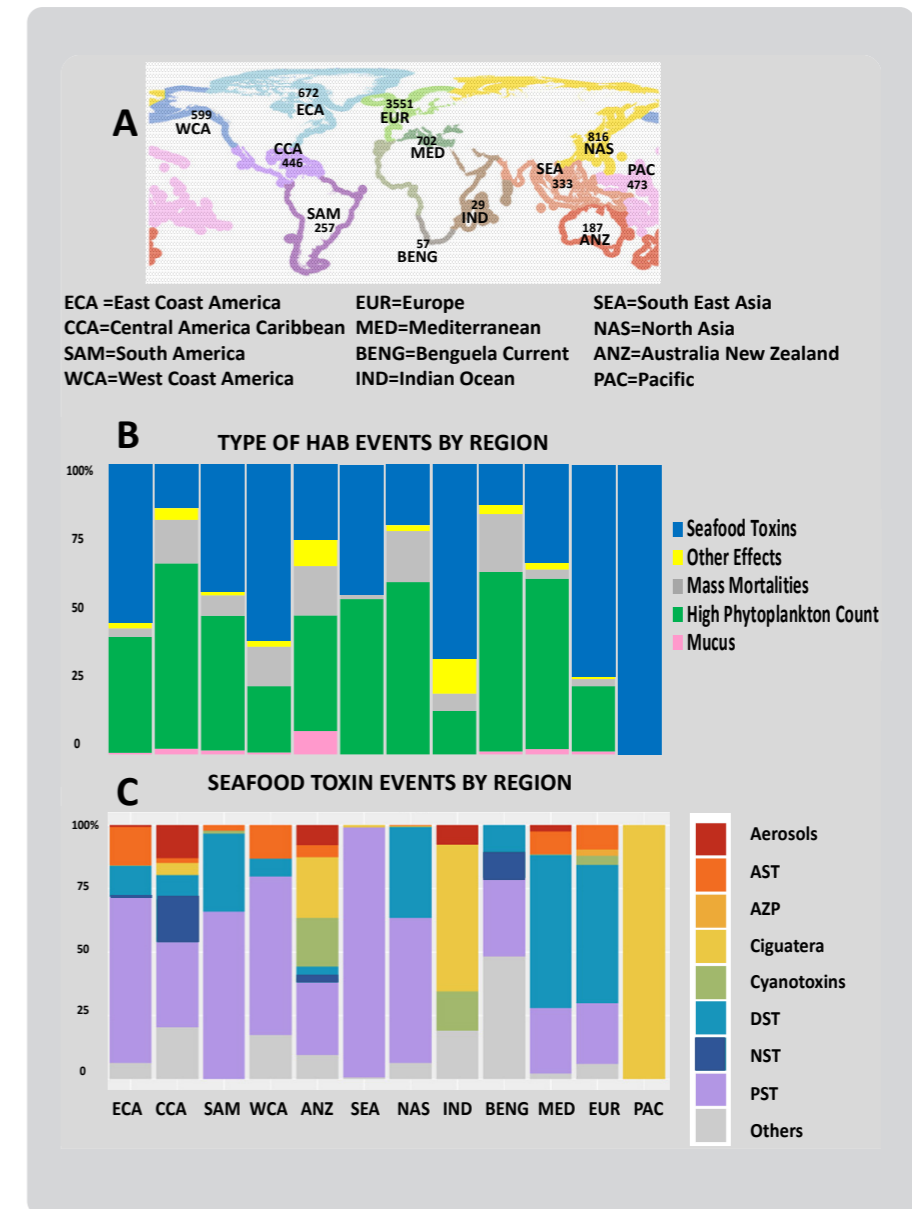 A
672
ECA
599
WCA
3551
EUR
702
MED
816
NAS
CCA
446
SEA
333
PAC
473
SAM
257
29
IND
187
ANZ
57
BENG
ECA =East Coast America
CCA=Central America Caribbean
SAM=South America
WCA=West Coast America
EUR=Europe
MED=Mediterranean
BENG=Benguela Current
IND=Indian Ocean
SEA=South East Asia
NAS=North Asia
ANZ=Australia New Zealand
PAC=Pacific
B
TYPE OF HAB EVENTS BY REGION
100%
75
50
25
0
Seafood Toxins
Other Effects
Mass Mortalities
High Phytoplankton Count
Mucus
C
SEAFOOD TOXIN EVENTS BY REGION
100%
75
50
25
0
ECA CCA SAM WCA ANZ SEA NAS IND BENG MED EUR PAC
Aerosols
AST
AZP
Ciguatera
Cyanotoxins
DST
NST
PST
Others